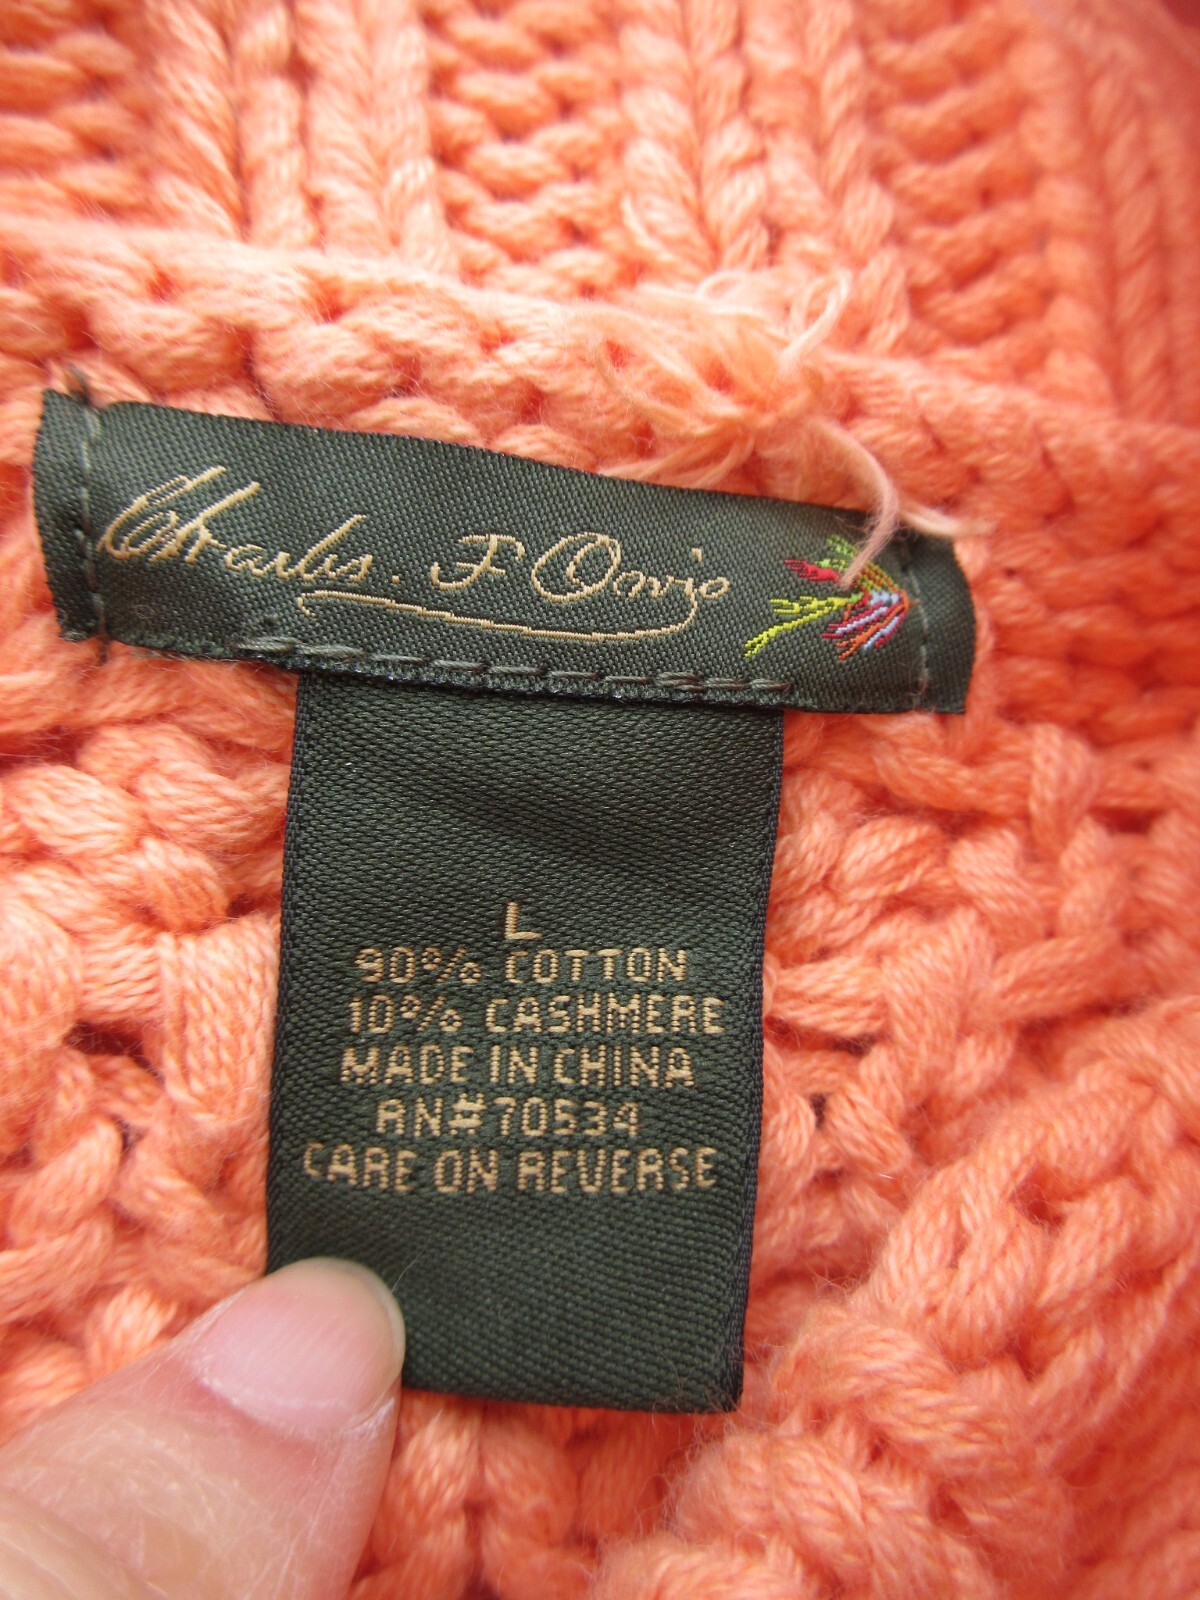 Charles. F Orvis
L
90% COTTON
10% CASHMERE
MADE IN CHINA
RN#70534
CARE ON REVERSE